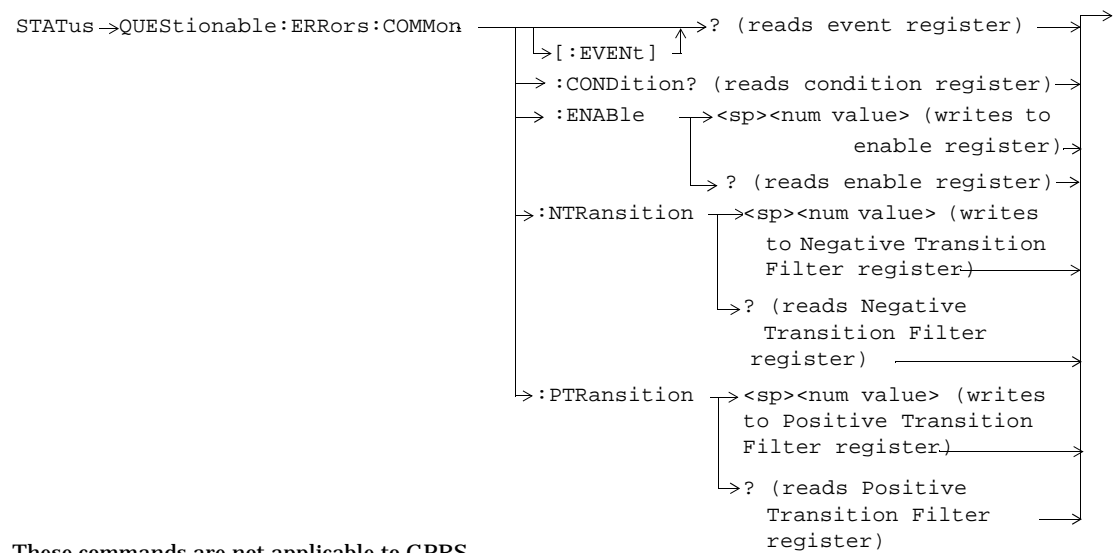 STATus QUEStionable:ERRors:COMMon ? (reads event register)
[:EVENt]
:CONDition? (reads condition register)
:ENABle <sp><num value> (writes to
enable register)
? (reads enable register)
:NTRansition <sp><num value> (writes
to Negative Transition
Filter register)
? (reads Negative
Transition Filter
register)
:PTRansition <sp><num value> (writes
to Positive Transition
Filter register)
? (reads Positive
Transition Filter
register)
These commands are not applicable to GPRS